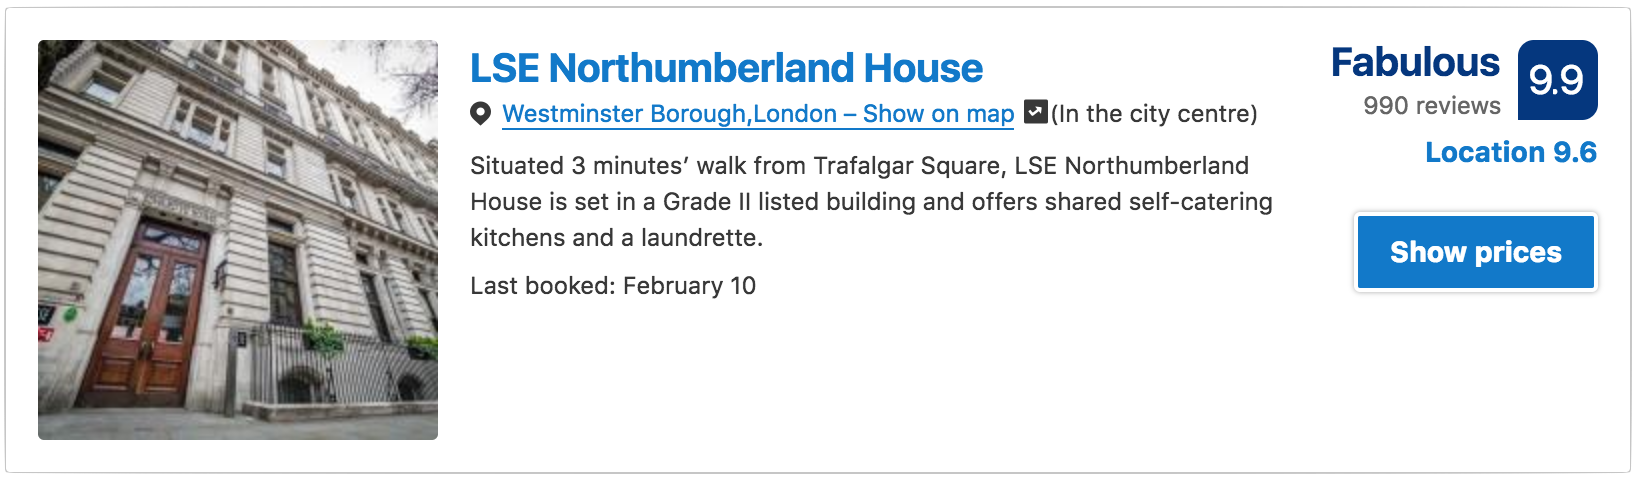 LSE Northumberland House
Westminster Borough,London – Show on map (In the city centre)
Situated 3 minutes’ walk from Trafalgar Square, LSE Northumberland
House is set in a Grade II listed building and offers shared self-catering
kitchens and a laundrette.
Last booked: February 10
Fabulous 9.9
990 reviews
Location 9.6
Show prices